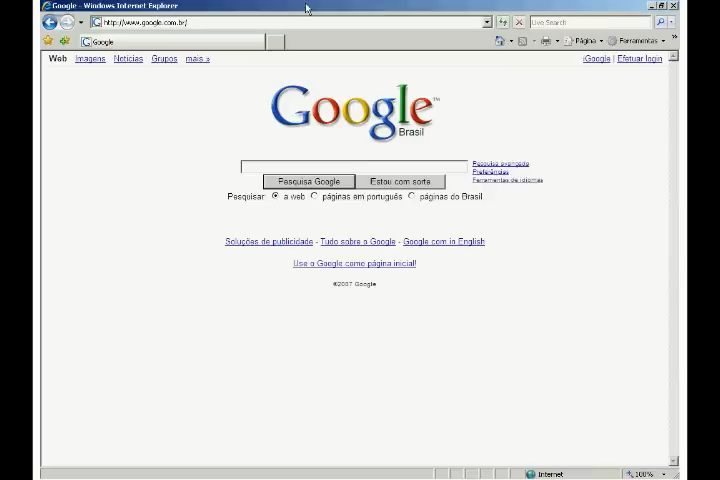 Google - Windows Internet Explorer
http://www.google.com.br/
Live Search
Google
Página
Ferramentas
Web Imagens Notícias Grupos mais »
iGoogle | Efetuar login
Google™
Brasil
Pesquisa avançada
Preferências
Ferramentas de idiomas
Pesquisa Google Estou com sorte
Pesquisar: a web páginas em português páginas do Brasil
Soluções de publicidade - Tudo sobre o Google - Google.com in English
Use o Google como página inicial!
©2007 Google
Internet
100%